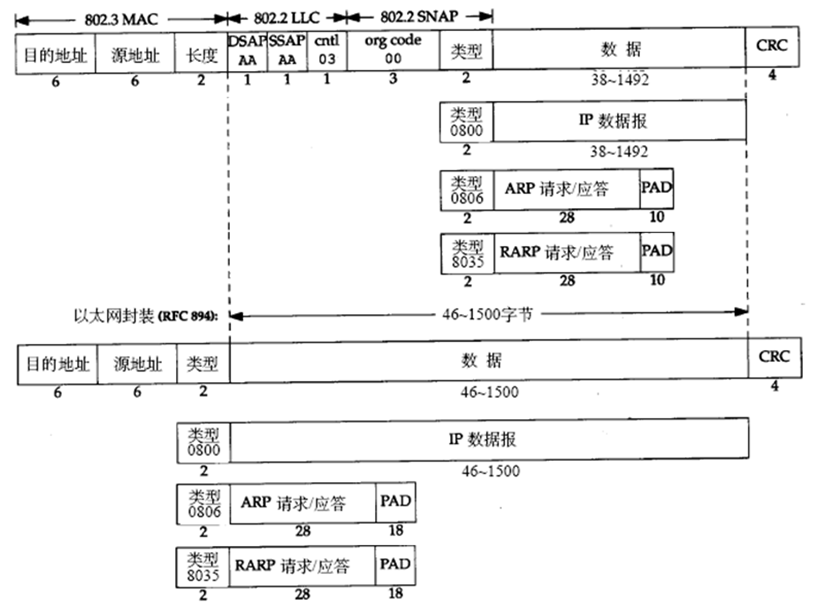 802.3 MAC 802.2 LLC 802.2 SNAP
目的地址 源地址 长度 DSAP AA SSAP AA cntl 03 org code 00 类型 数 据 CRC
6 6 2 1 1 1 3 2 38~1492 4
类型 0800 IP 数据报
2 38~1492
类型 0806 ARP 请求/应答 PAD
2 28 10
类型 8035 RARP 请求/应答 PAD
2 28 10
以太网封装 (RFC 894): 46~1500字节
目的地址 源地址 类型 数 据 CRC
6 6 2 46~1500 4
类型 0800 IP 数据报
2 46~1500
类型 0806 ARP 请求/应答 PAD
2 28 18
类型 8035 RARP 请求/应答 PAD
2 28 18